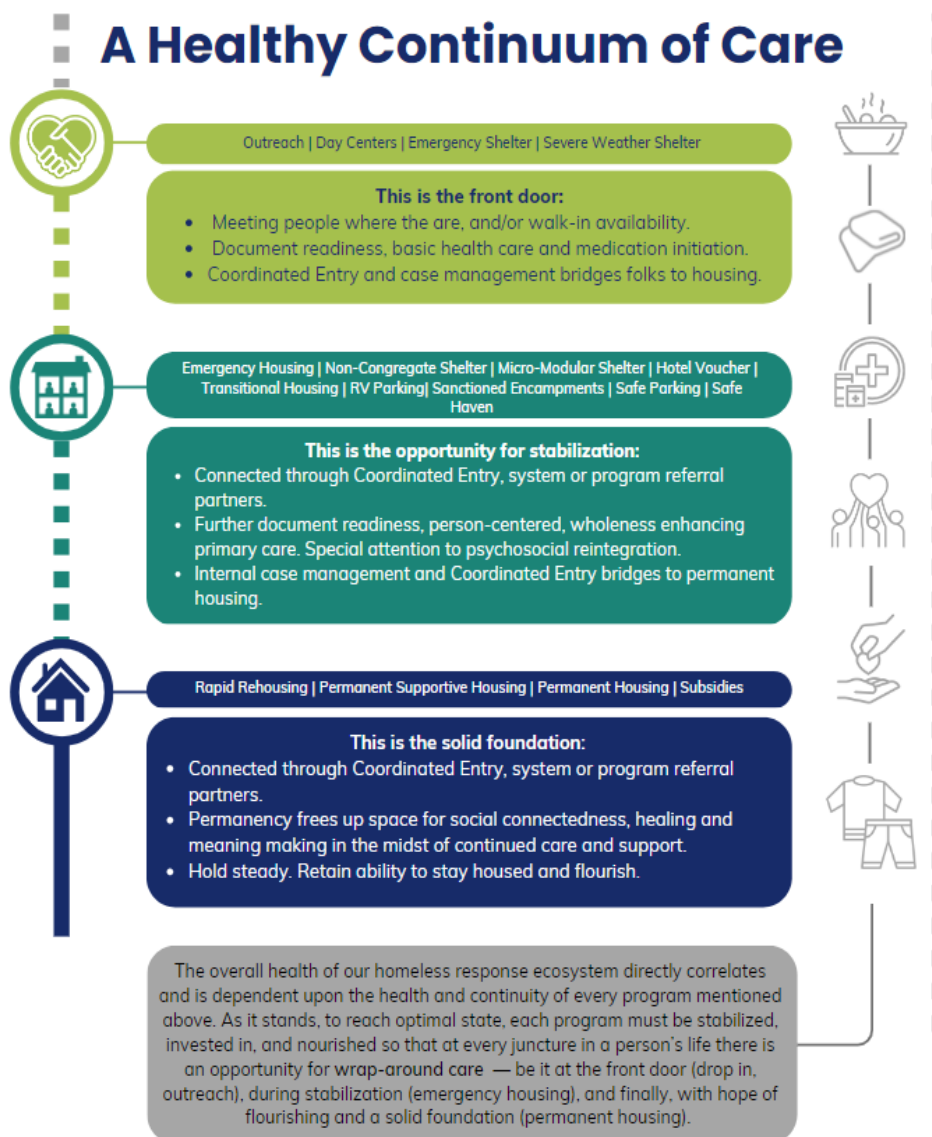 A Healthy Continuum of Care
Outreach | Day Centers | Emergency Shelter | Severe Weather Shelter
This is the front door:
• Meeting people where the are, and/or walk-in availability.
• Document readiness, basic health care and medication initiation.
• Coordinated Entry and case management bridges folks to housing.
Emergency Housing | Non-Congregate Shelter | Micro-Modular Shelter | Hotel Voucher |
Transitional Housing | RV Parking| Sanctioned Encampments | Safe Parking | Safe
Haven
This is the opportunity for stabilization:
• Connected through Coordinated Entry, system or program referral
partners.
• Further document readiness, person-centered, wholeness enhancing
primary care. Special attention to psychosocial reintegration.
• Internal case management and Coordinated Entry bridges to permanent
housing.
Rapid Rehousing | Permanent Supportive Housing | Permanent Housing | Subsidies
This is the solid foundation:
• Connected through Coordinated Entry, system or program referral
partners.
• Permanency frees up space for social connectedness, healing and
meaning making in the midst of continued care and support.
• Hold steady. Retain ability to stay housed and flourish.
The overall health of our homeless response ecosystem directly correlates
and is dependent upon the health and continuity of every program mentioned
above. As it stands, to reach optimal state, each program must be stabilized,
invested in, and nourished so that at every juncture in a person's life there is
an opportunity for wrap-around care — be it at the front door (drop in,
outreach), during stabilization (emergency housing), and finally, with hope of
flourishing and a solid foundation (permanent housing).